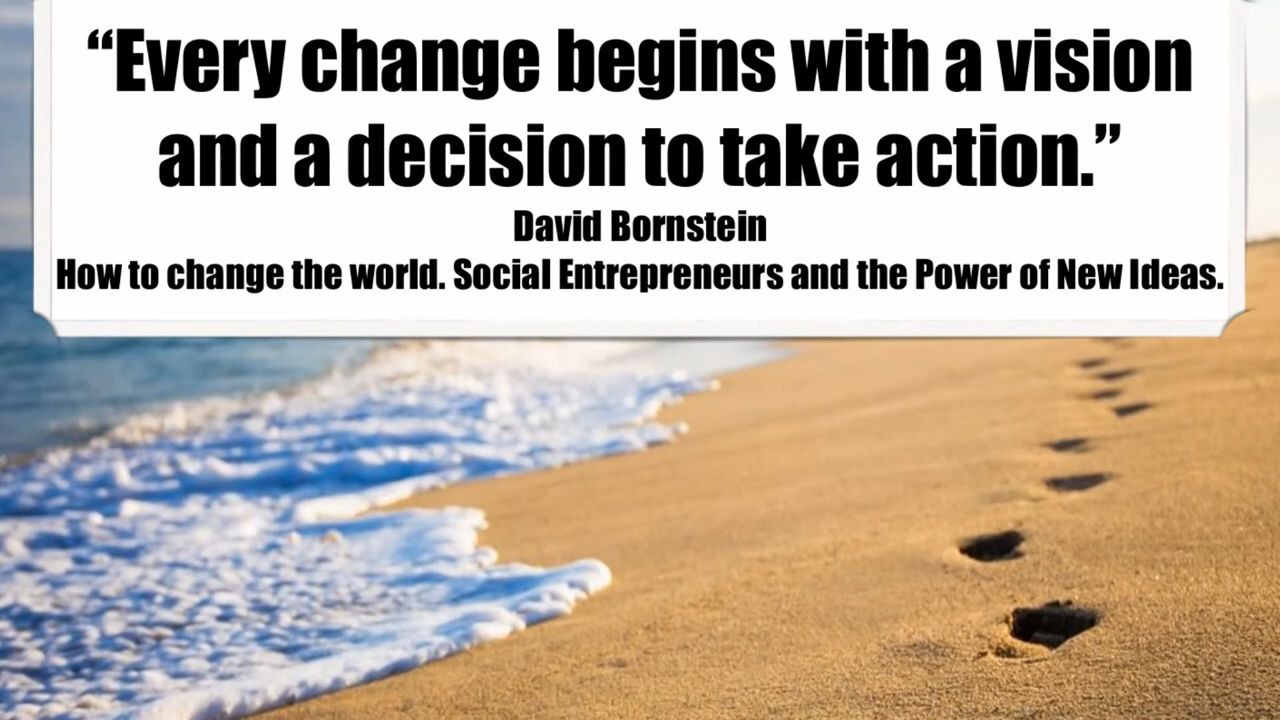 “Every change begins with a vision
and a decision to take action.”
David Bornstein
How to change the world. Social Entrepreneurs and the Power of New Ideas.